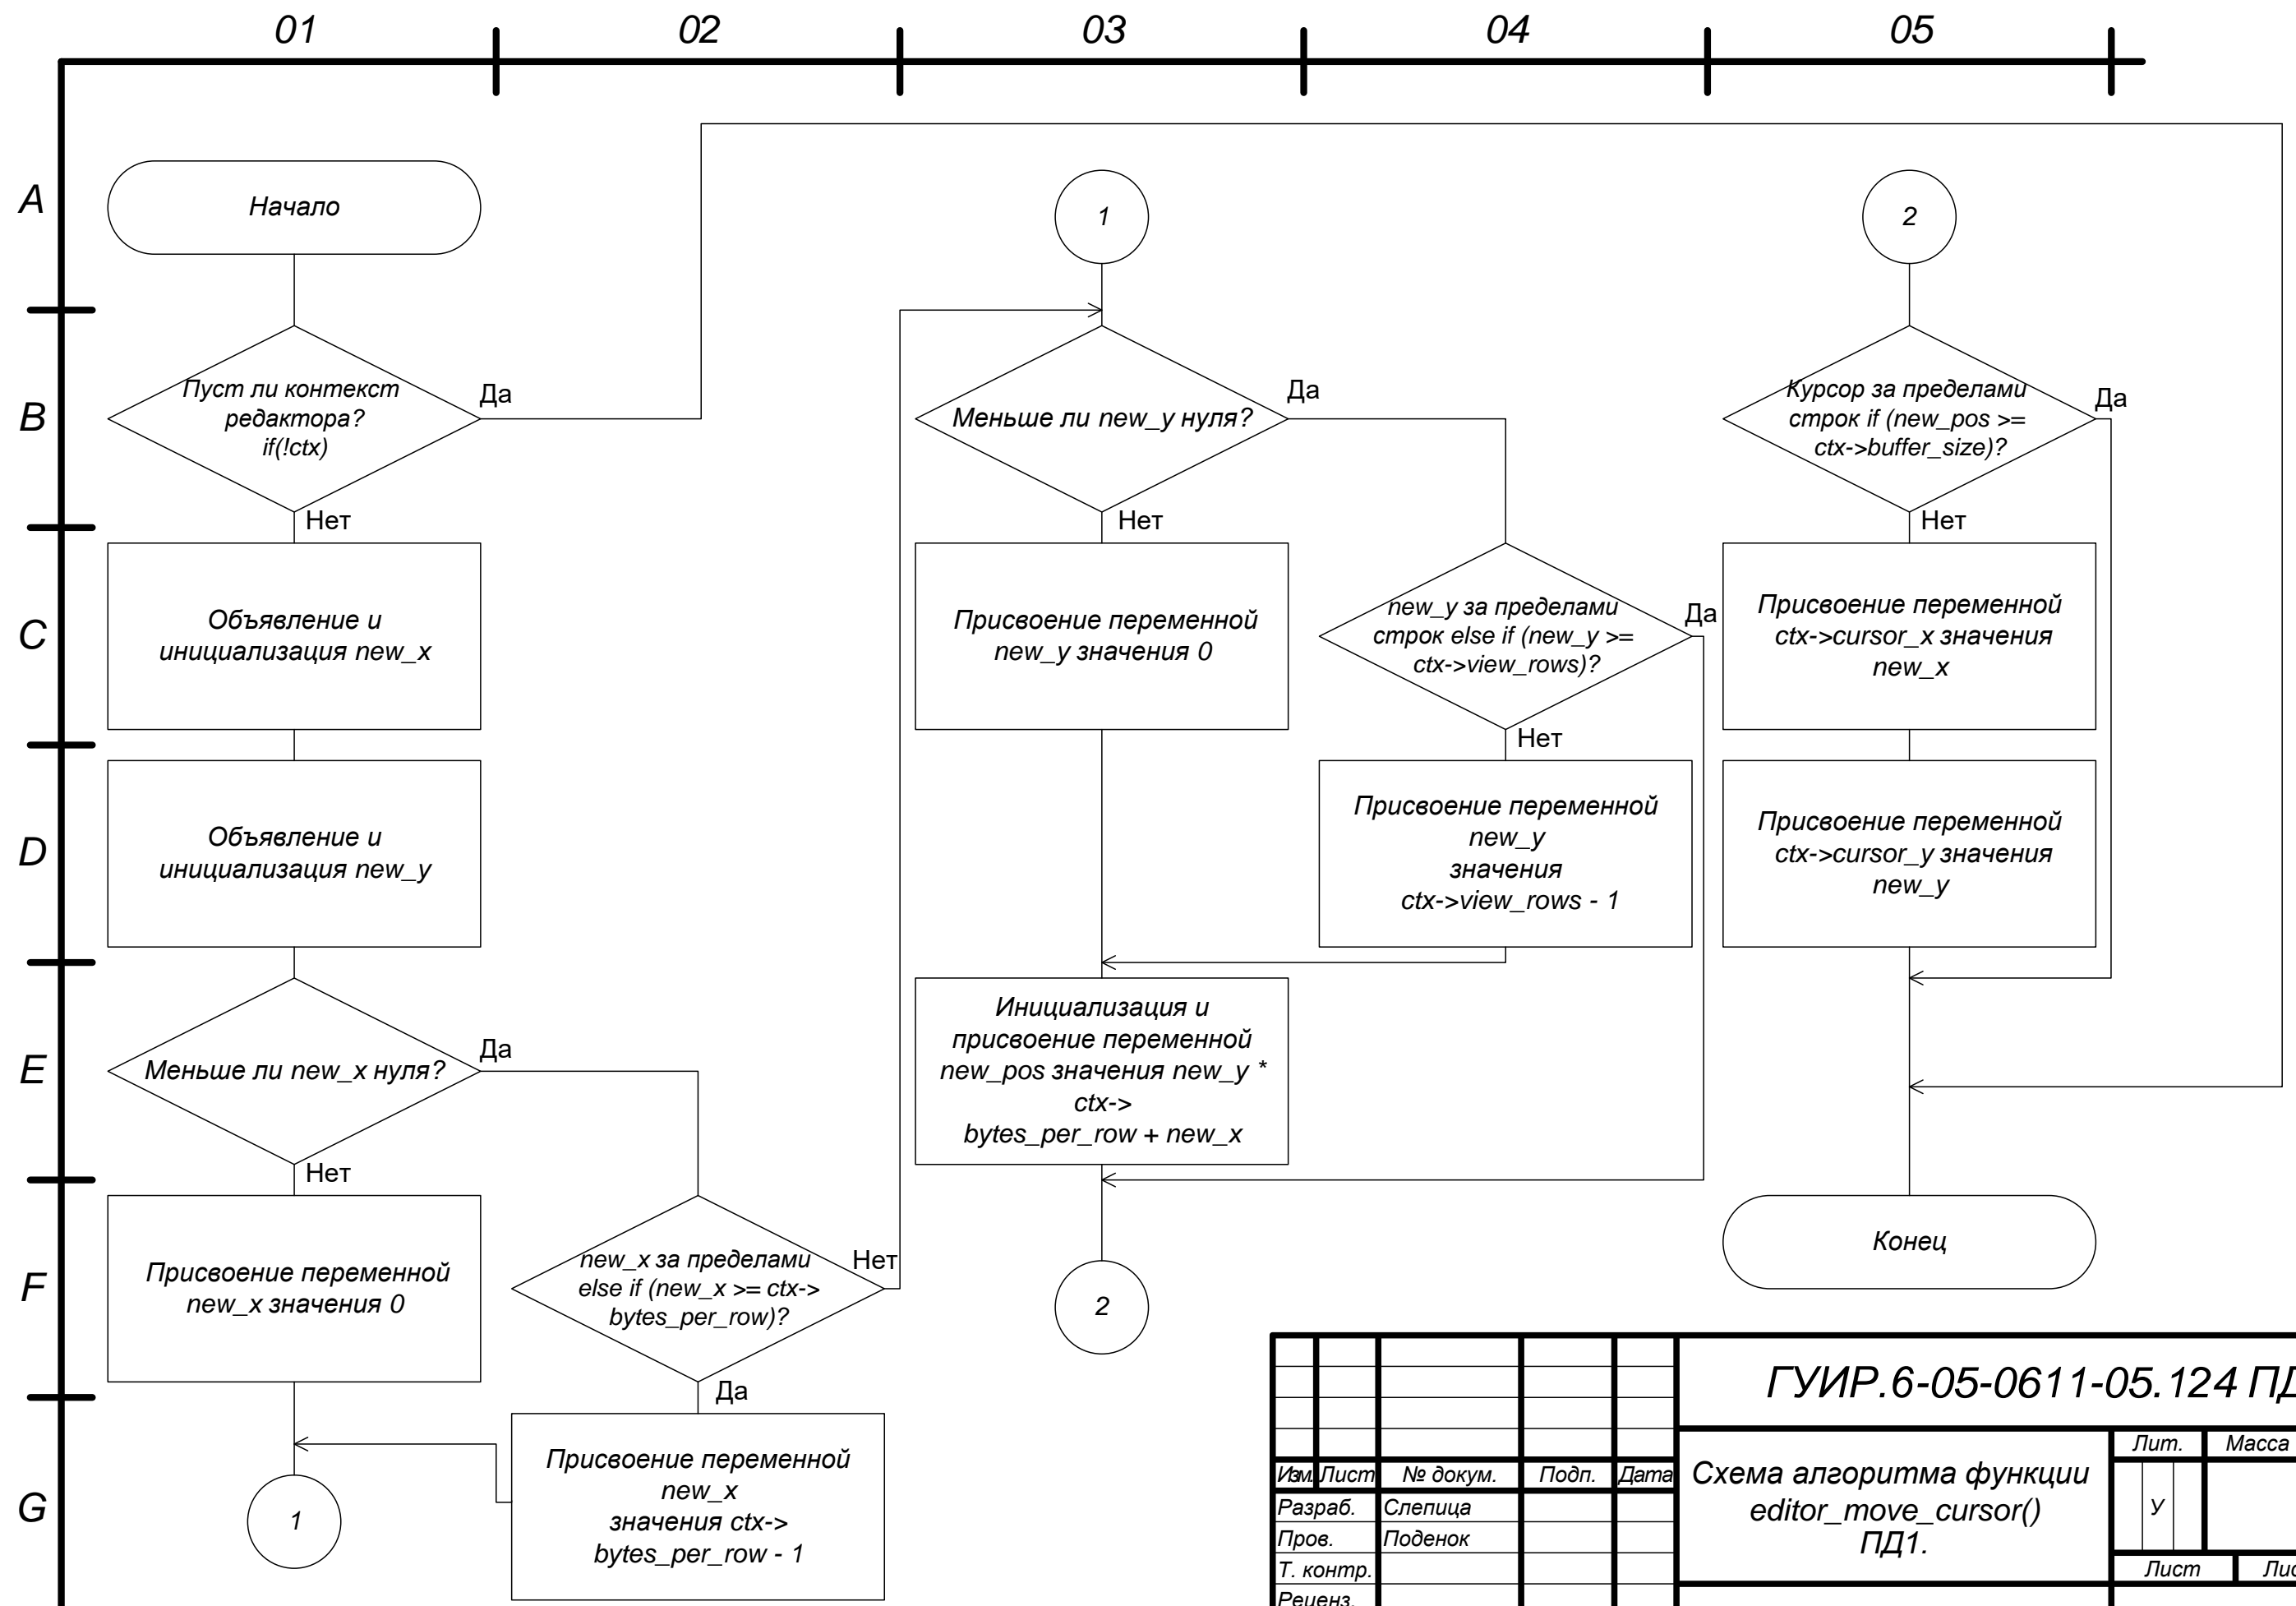 01
02
03
04
05
A
B
C
D
E
F
G
Начало
Пуст ли контекст
редактора?
if(!ctx)
Да
Нет
Объявление и
инициализация new_x
Объявление и
инициализация new_y
Меньше ли new_x нуля?
Да
Нет
Присвоение переменной
new_x значения 0
1
new_x за пределами
else if (new_x >= ctx->
bytes_per_row)?
Нет
Да
Присвоение переменной
new_x
значения ctx->
bytes_per_row - 1
1
Меньше ли new_y нуля?
Да
Нет
Присвоение переменной
new_y значения 0
Инициализация и
присвоение переменной
new_pos значения new_y *
ctx->
bytes_per_row + new_x
2
new_y за пределами
строк else if (new_y >=
ctx->view_rows)?
Да
Нет
Присвоение переменной
new_y
значения
ctx->view_rows - 1
2
Курсор за пределами
строк if (new_pos >=
ctx->buffer_size)?
Да
Нет
Присвоение переменной
ctx->cursor_x значения
new_x
Присвоение переменной
ctx->cursor_y значения
new_y
Конец
ГУИР.6-05-0611-05.124 ПД
Изм. Лист № докум. Подп. Дата
Разраб. Слепица
Пров. Поденок
Т. контр.
Реценз.
Схема алгоритма функции
editor_move_cursor()
ПД1.
Лит. Масса
У
Лист